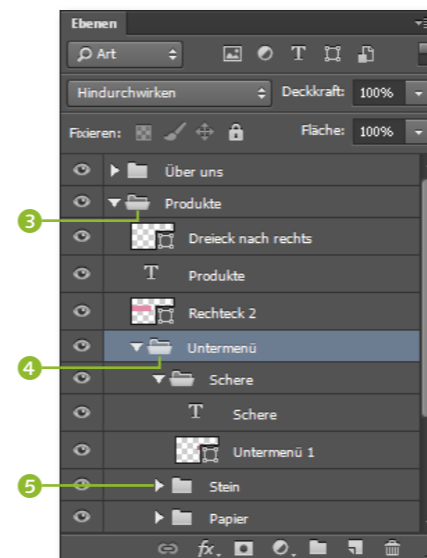 Ebenen
Art T
Hindurchwirken Deckkraft: 100%
Fixieren: Fläche: 100%
Über uns
3 Produkte
Dreieck nach rechts
T Produkte
Rechteck 2
4 Untermenü
Schere
T Schere
Untermenü 1
5 Stein
Papier
fx.